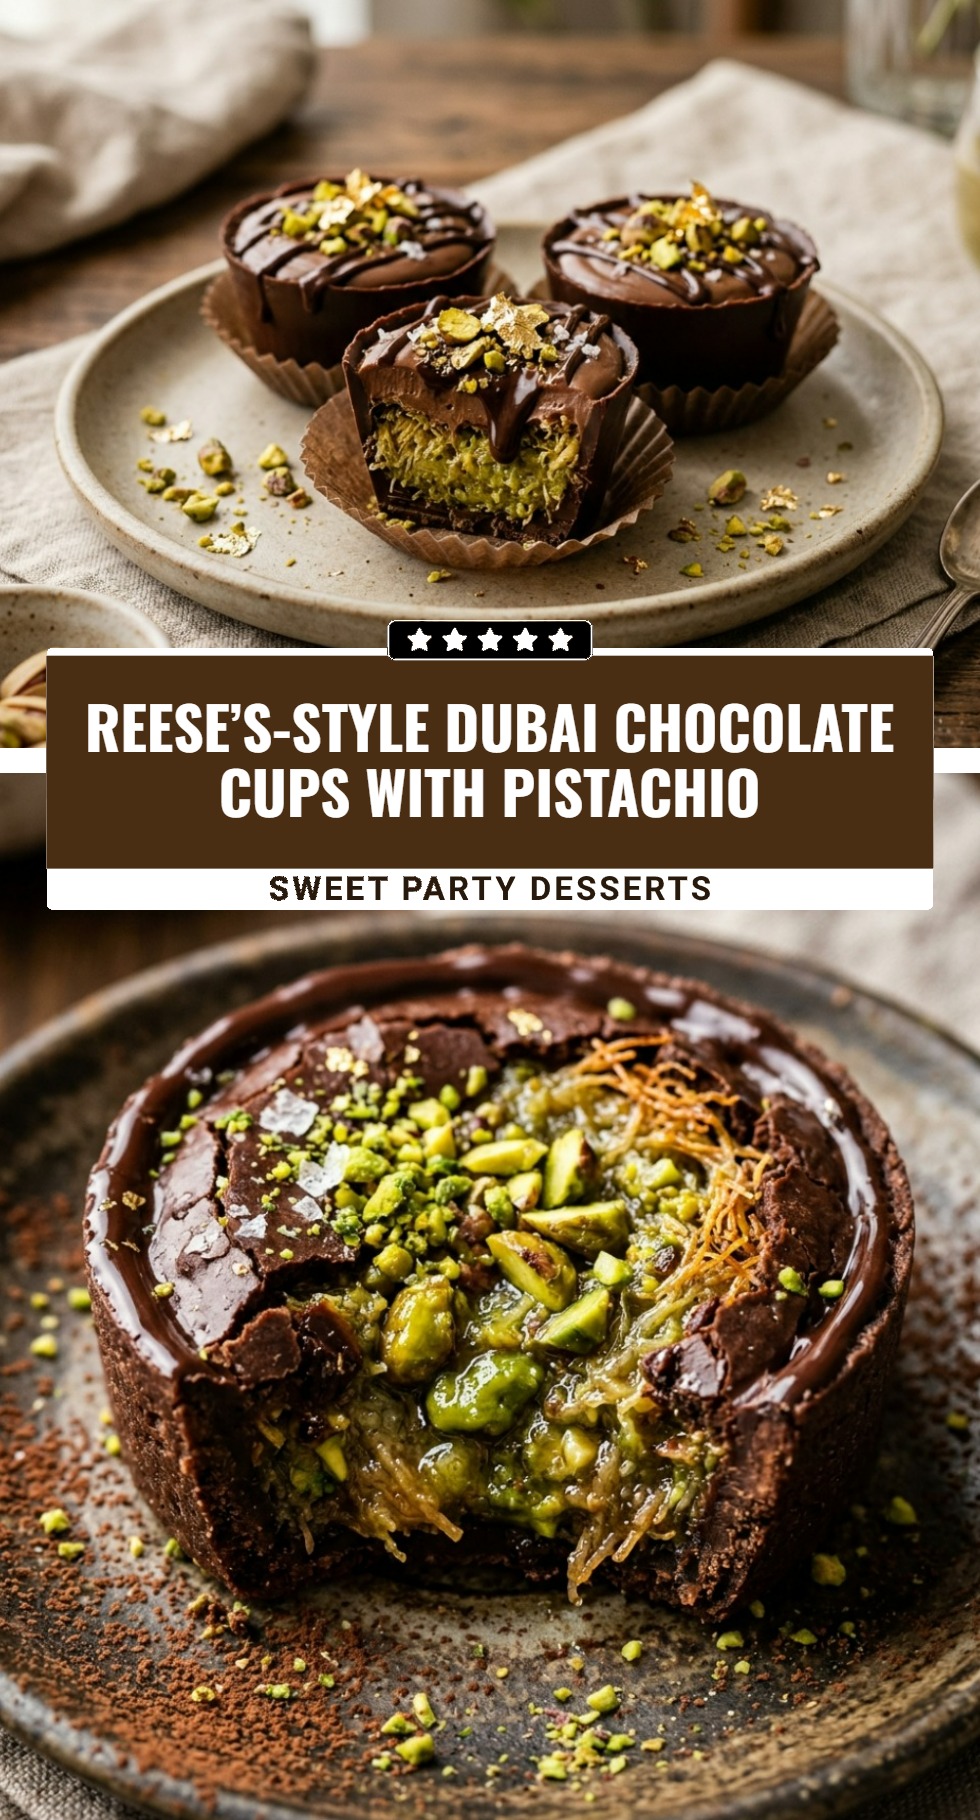 REESE’S-STYLE DUBAI CHOCOLATE
CUPS WITH PISTACHIO
SWEET PARTY DESSERTS